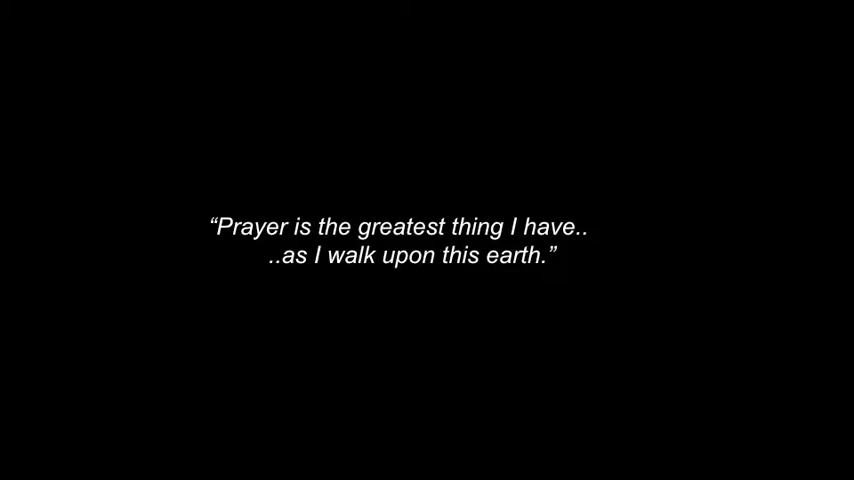 “Prayer is the greatest thing I have..
..as I walk upon this earth.”